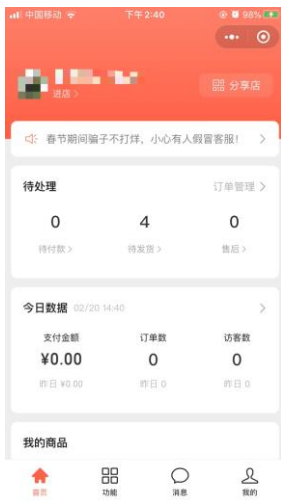 中国移动 下午2:40 98%
进店 >
分享店
春节期间骗子不打烊，小心有人假冒客服！ >
待处理 订单管理 >
0 4 0
待付款 > 待发货 > 售后 >
今日数据 02/20 14:40 >
支付金额 订单数 访客数
¥0.00 0 0
昨日 ¥0.00 昨日 0 昨日 0
我的商品
首页 功能 消息 我的